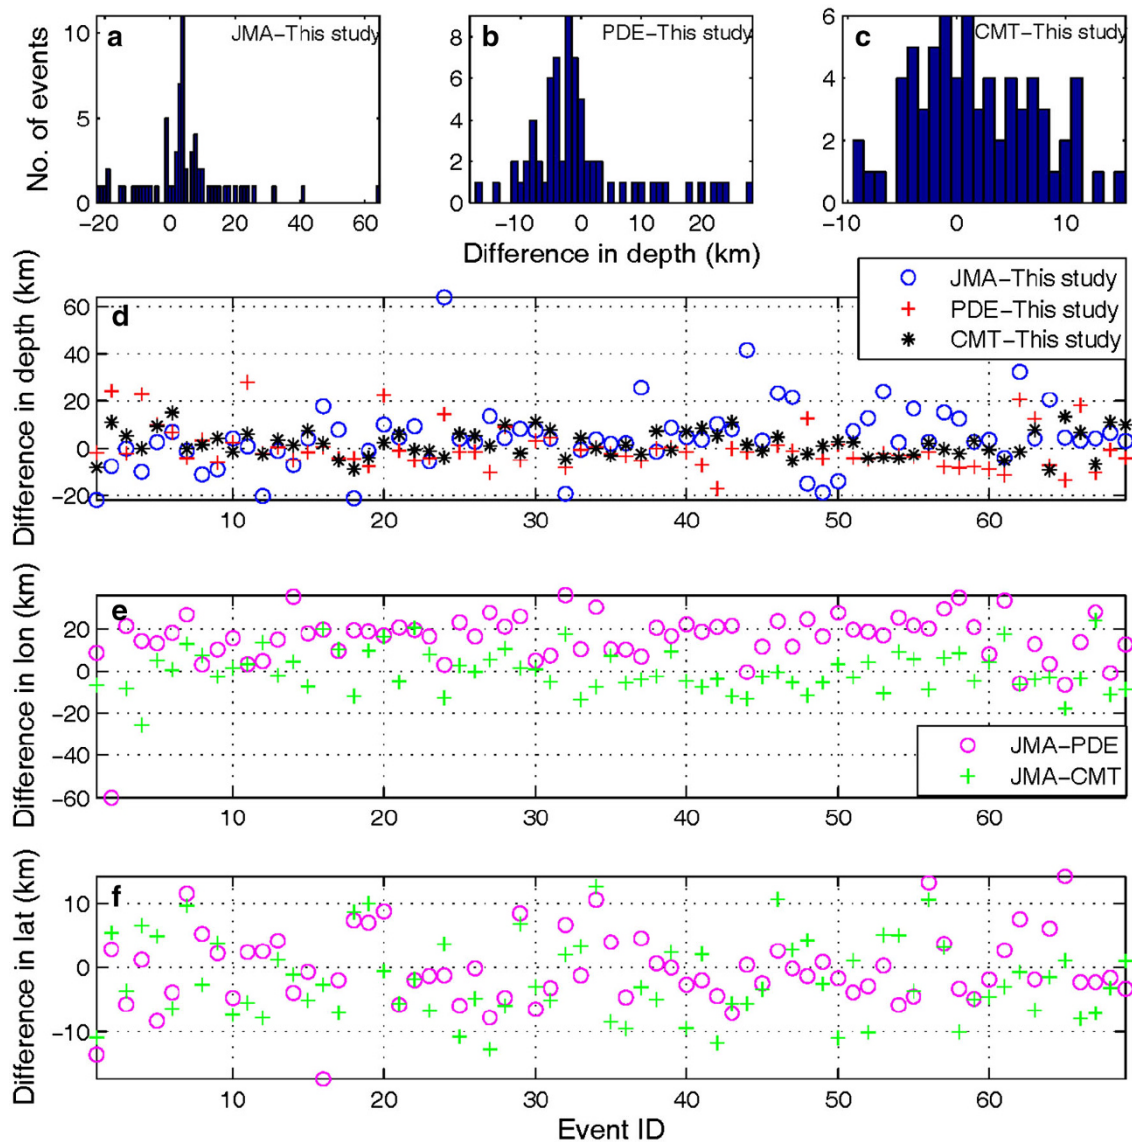 a JMA–This study
b PDE–This study
c CMT–This study
No. of events
10
5
0
−20 0 20 40 60
8
6
4
2
0
−10 0 10 20
6
4
2
0
−10 0 10
Difference in depth (km)
JMA–This study
PDE–This study
CMT–This study
d
Difference in depth (km)
60
40
20
0
−20
10 20 30 40 50 60
e
Difference in lon (km)
20
0
−20
−40
−60
JMA–PDE
JMA–CMT
10 20 30 40 50 60
f
Difference in lat (km)
10
0
−10
10 20 30 40 50 60
Event ID